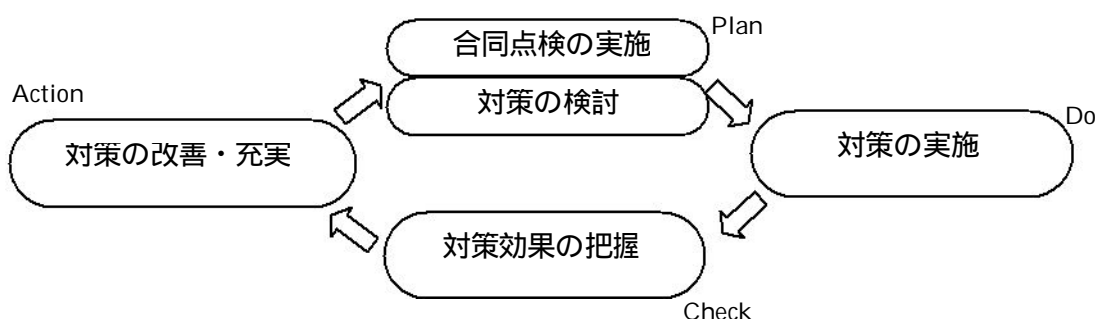 合同点検の実施
Plan
対策の検討
Action
対策の改善・充実
対策の実施
Do
対策効果の把握
Check